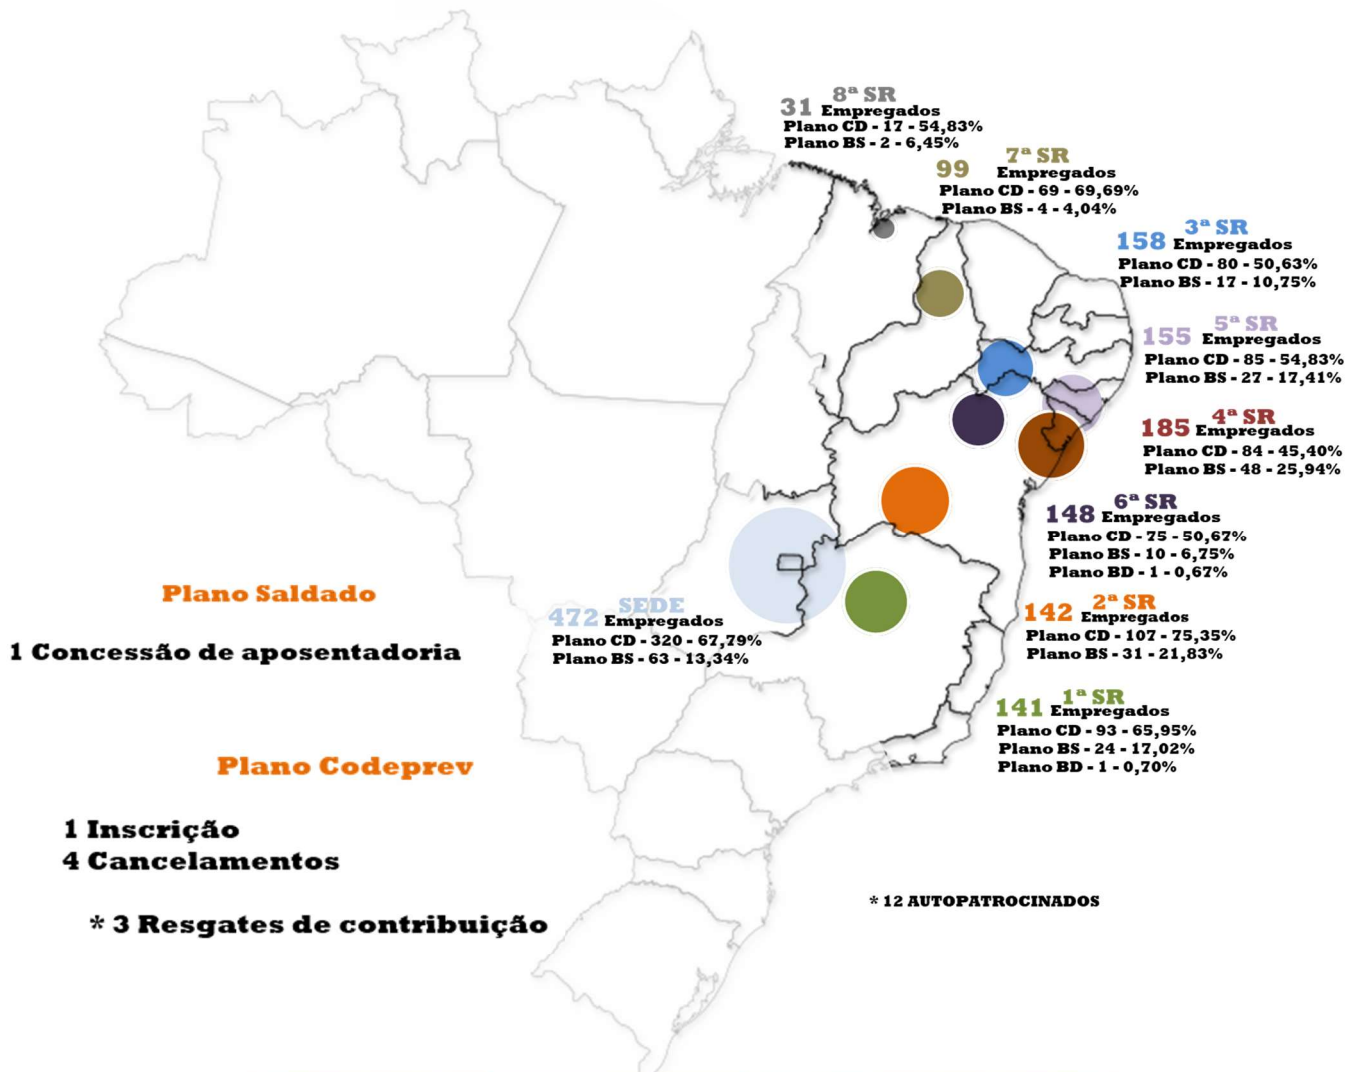 8ª SR
31 Empregados
Plano CD - 17 - 54,83%
Plano BS - 2 - 6,45%
7ª SR
99 Empregados
Plano CD - 69 - 69,69%
Plano BS - 4 - 4,04%
3ª SR
158 Empregados
Plano CD - 80 - 50,63%
Plano BS - 17 - 10,75%
5ª SR
155 Empregados
Plano CD - 85 - 54,83%
Plano BS - 27 - 17,41%
4ª SR
185 Empregados
Plano CD - 84 - 45,40%
Plano BS - 48 - 25,94%
6ª SR
148 Empregados
Plano CD - 75 - 50,67%
Plano BS - 10 - 6,75%
Plano BD - 1 - 0,67%
2ª SR
142 Empregados
Plano CD - 107 - 75,35%
Plano BS - 31 - 21,83%
1ª SR
141 Empregados
Plano CD - 93 - 65,95%
Plano BS - 24 - 17,02%
Plano BD - 1 - 0,70%
SEDE
472 Empregados
Plano CD - 320 - 67,79%
Plano BS - 63 - 13,34%
Plano Saldado
1 Concessão de aposentadoria
Plano Codeprev
1 Inscrição
4 Cancelamentos
* 3 Resgates de contribuição
* 12 AUTOPATROCINADOS